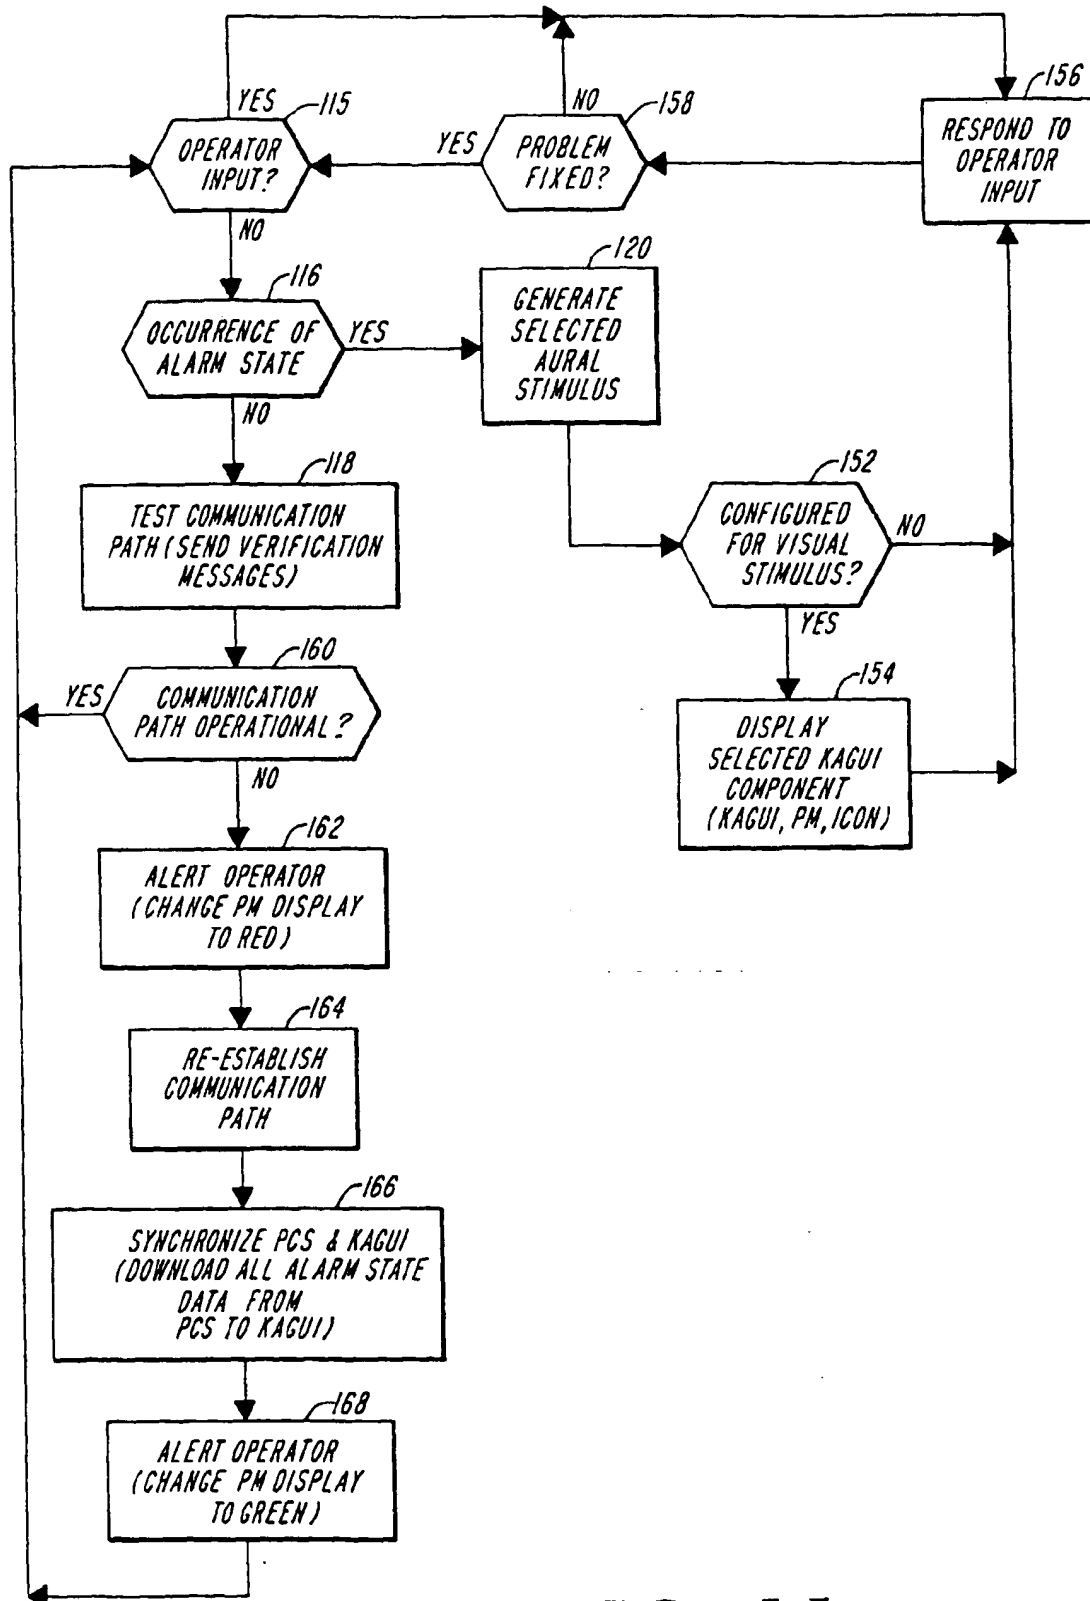 YES
115
OPERATOR
INPUT?
NO
YES
158
PROBLEM
FIXED?
NO
156
RESPOND TO
OPERATOR
INPUT
116
OCCURRENCE OF
ALARM STATE
YES
NO
120
GENERATE
SELECTED
AURAL
STIMULUS
118
TEST COMMUNICATION
PATH (SEND VERIFICATION
MESSAGES)
152
CONFIGURED
FOR VISUAL
STIMULUS?
NO
YES
160
COMMUNICATION
PATH OPERATIONAL?
YES
NO
154
DISPLAY
SELECTED KAGUI
COMPONENT
(KAGUI, PM, ICON)
162
ALERT OPERATOR
(CHANGE PM DISPLAY
TO RED)
164
RE-ESTABLISH
COMMUNICATION
PATH
166
SYNCHRONIZE PCS & KAGUI
(DOWNLOAD ALL ALARM STATE
DATA FROM
PCS TO KAGUI)
168
ALERT OPERATOR
(CHANGE PM DISPLAY
TO GREEN)